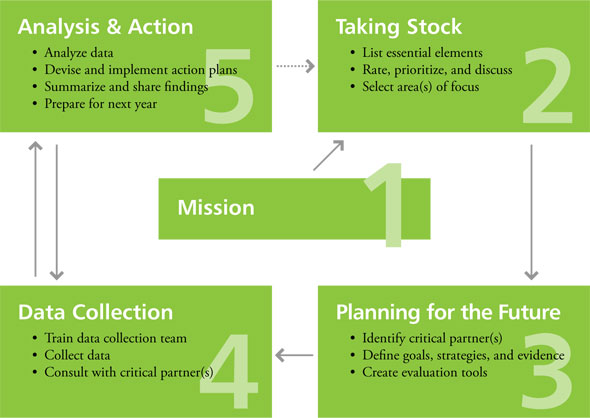 Analysis & Action
• Analyze data
• Devise and implement action plans
• Summarize and share findings
• Prepare for next year
5
Taking Stock
• List essential elements
• Rate, prioritize, and discuss
• Select area(s) of focus
2
Mission
1
Data Collection
• Train data collection team
• Collect data
• Consult with critical partner(s)
4
Planning for the Future
• Identify critical partner(s)
• Define goals, strategies, and evidence
• Create evaluation tools
3